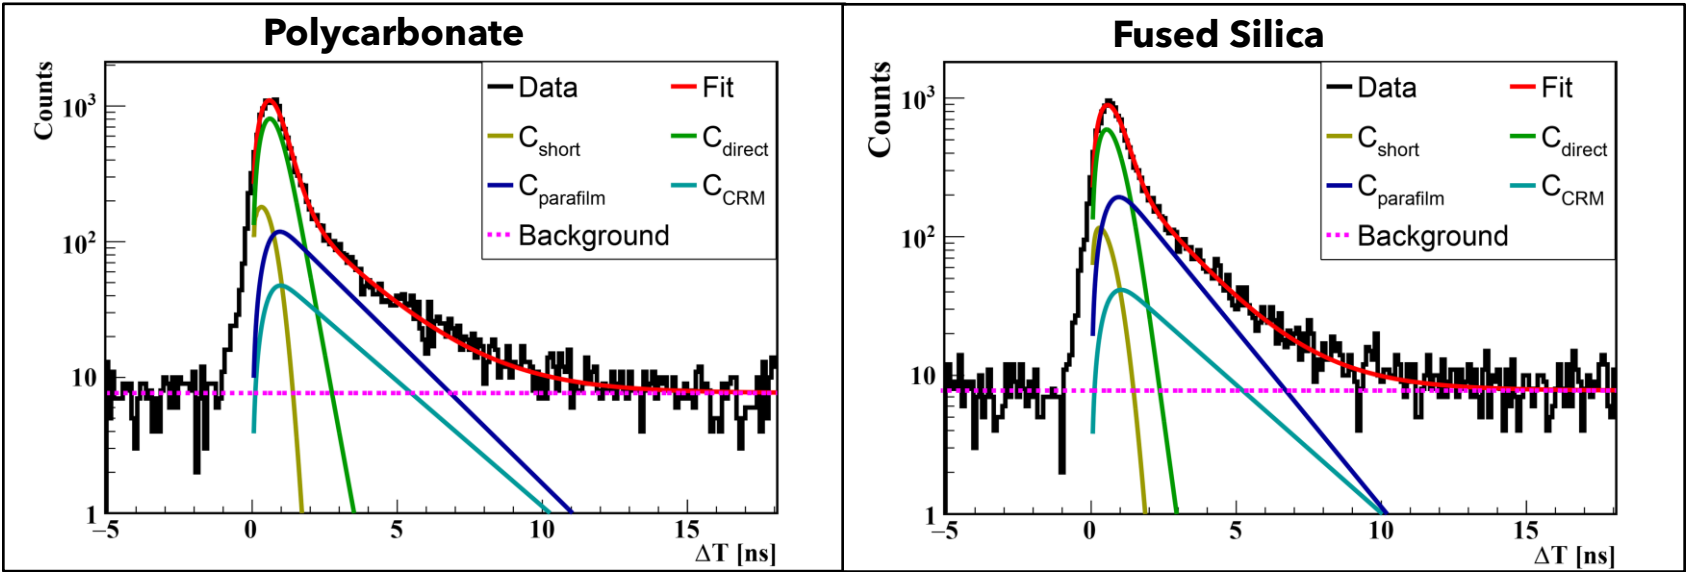 Polycarbonate
Counts
10³
10²
10
1
Data
Fit
C_short
C_direct
C_parafilm
C_CRM
Background
−5 0 5 10 15
ΔT [ns]
Fused Silica
Counts
10³
10²
10
1
Data
Fit
C_short
C_direct
C_parafilm
C_CRM
Background
−5 0 5 10 15
ΔT [ns]